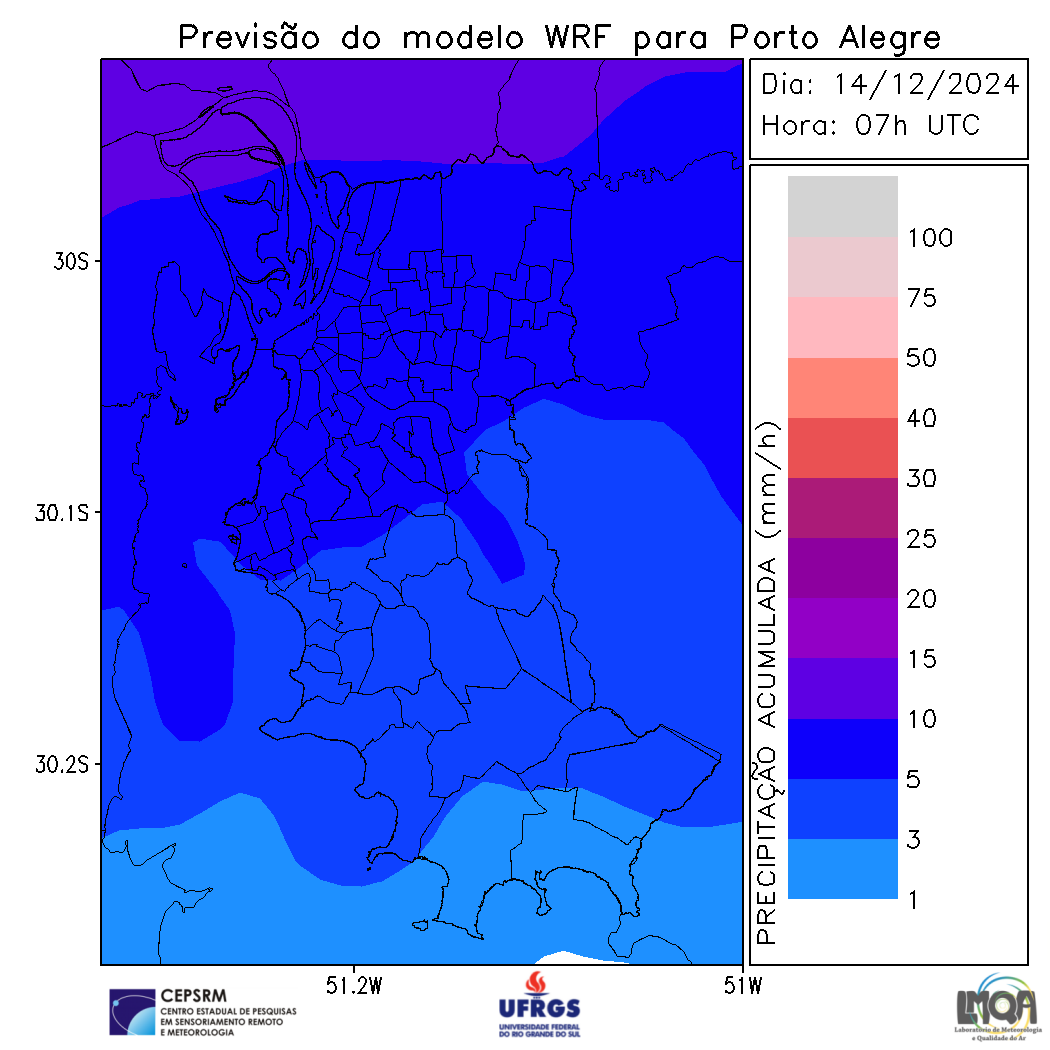 Previsão do modelo WRF para Porto Alegre
Dia: 14/12/2024
Hora: 07h UTC
30S
30.1S
30.2S
51.2W
51W
PRECIPITAÇÃO ACUMULADA (mm/h)
100
75
50
40
30
25
20
15
10
5
3
1
CEPSRM
CENTRO ESTADUAL DE PESQUISAS
EM SENSORIAMENTO REMOTO
E METEOROLOGIA
UFRGS
UNIVERSIDADE FEDERAL
DO RIO GRANDE DO SUL
LMQA
Laboratório de Meteorologia
e Qualidade do Ar